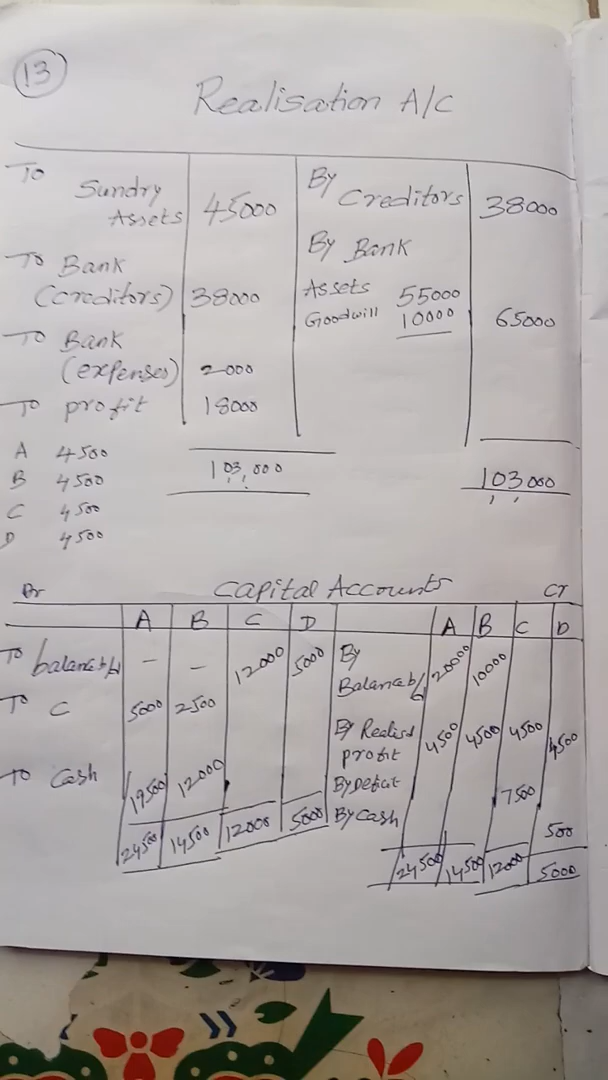 13
Realisation A/C
To Sundry Assets 45000 By Creditors 38000
By Bank
To Bank (creditors) 38000 Assets 55000
Goodwill 10000 65000
To Bank (expenses) 2000
To profit 18000
A 4500
103,000 103000
B 4500
C 4500
D 4500
Dr Capital Accounts Cr
A B C D A B C D
To balance b/d - - 12000 5000 By Balance b/d 20000 10000
To C 5000 2500
By Realisd profit 4500 4500 4500 4500
To Cash 19500 12000 By Deficit 7500
By Cash 500
24500 14500 12000 5000 24500 14500 12000 5000